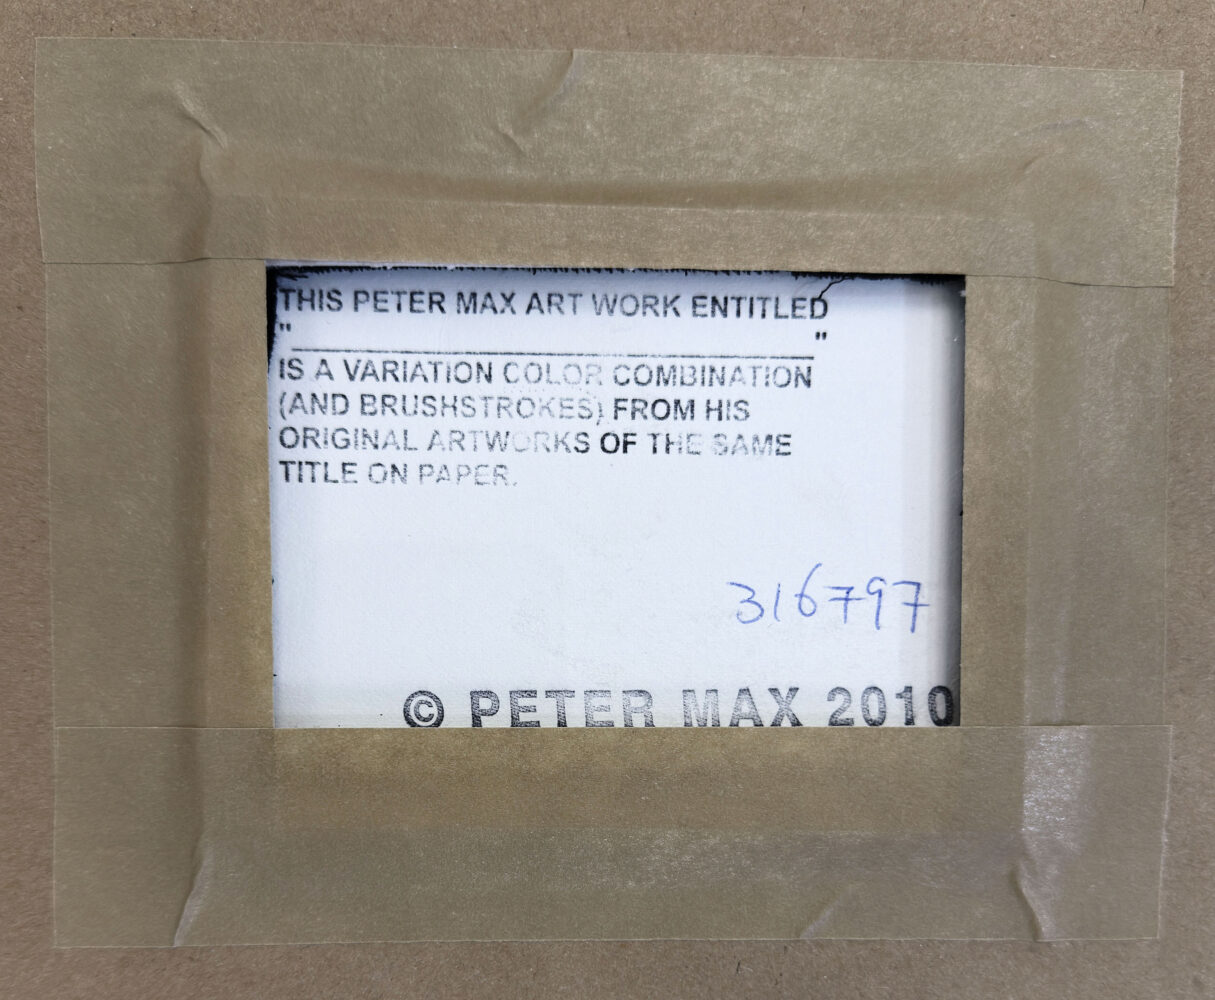 THIS PETER MAX ART WORK ENTITLED
"____________________"
IS A VARIATION COLOR COMBINATION
(AND BRUSHSTROKES) FROM HIS
ORIGINAL ARTWORKS OF THE SAME
TITLE ON PAPER.
316797
© PETER MAX 2010